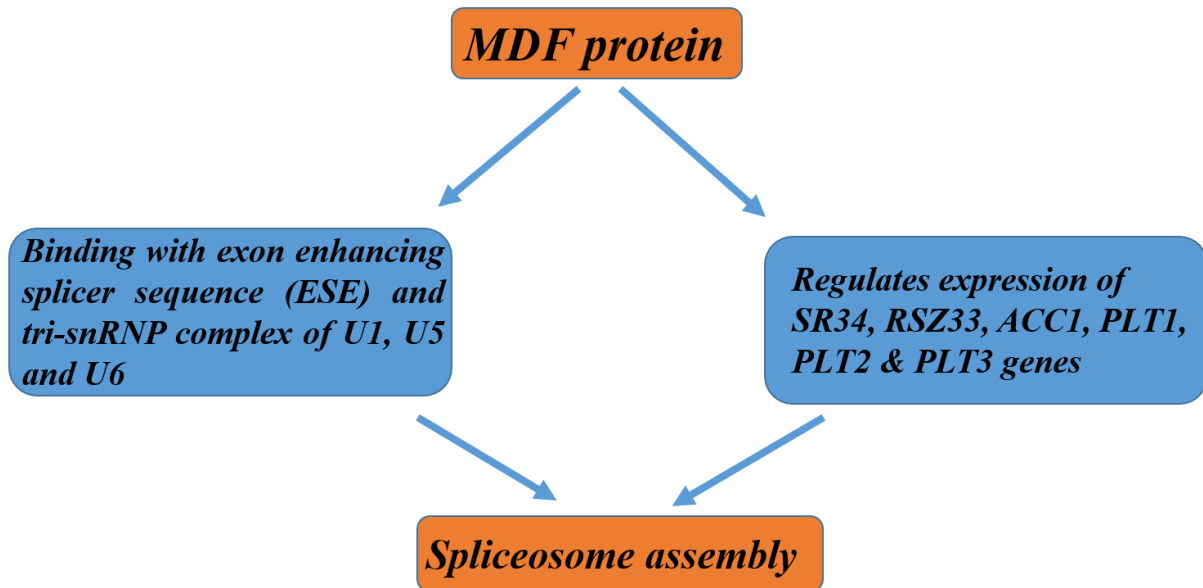 MDF protein
Binding with exon enhancing
splicer sequence (ESE) and
tri-snRNP complex of U1, U5
and U6
Regulates expression of
SR34, RSZ33, ACC1, PLT1,
PLT2 & PLT3 genes
Spliceosome assembly